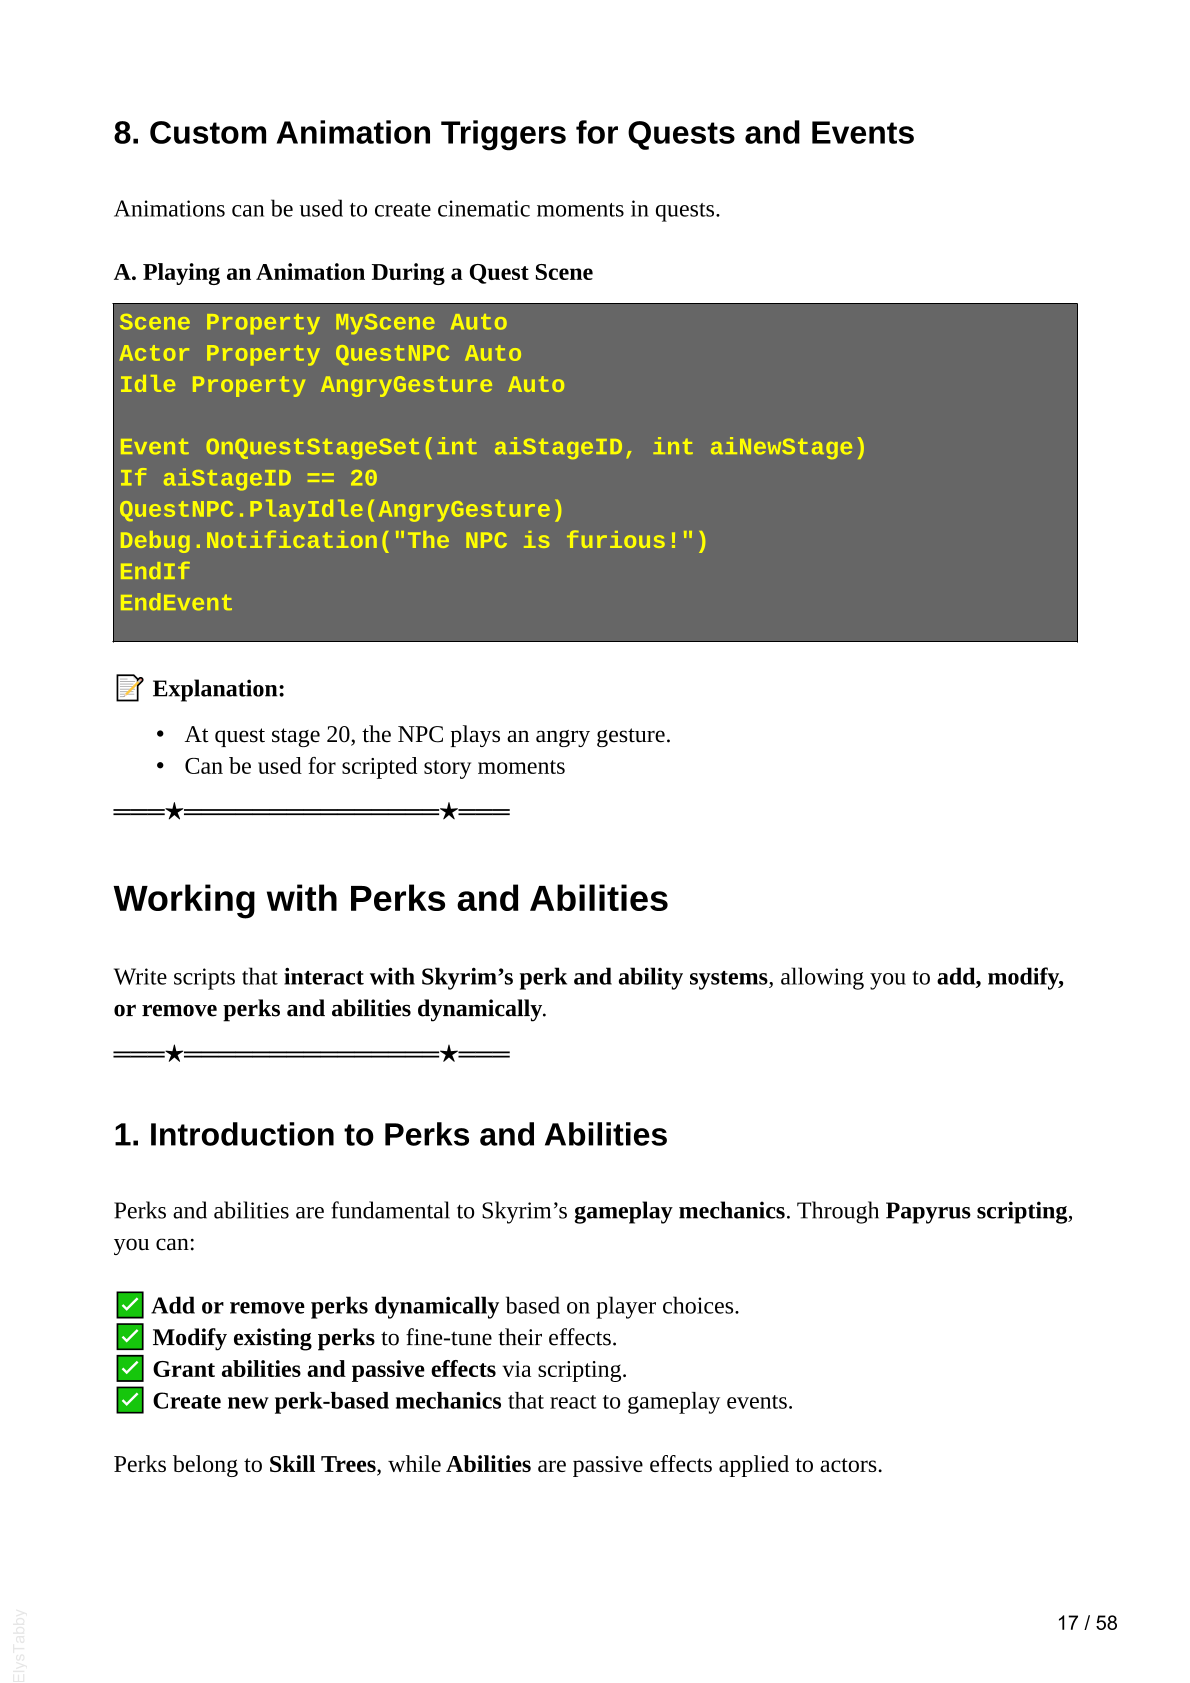 8. Custom Animation Triggers for Quests and Events
Animations can be used to create cinematic moments in quests.
A. Playing an Animation During a Quest Scene
Scene Property MyScene Auto
Actor Property QuestNPC Auto
Idle Property AngryGesture Auto
Event OnQuestStageSet(int aiStageID, int aiNewStage)
If aiStageID == 20
QuestNPC.PlayIdle(AngryGesture)
Debug.Notification("The NPC is furious!")
EndIf
EndEvent
📝 Explanation:
• At quest stage 20, the NPC plays an angry gesture.
• Can be used for scripted story moments
═══★═══════════════★═══
Working with Perks and Abilities
Write scripts that interact with Skyrim’s perk and ability systems, allowing you to add, modify,
or remove perks and abilities dynamically.
═══★═══════════════★═══
1. Introduction to Perks and Abilities
Perks and abilities are fundamental to Skyrim’s gameplay mechanics. Through Papyrus scripting,
you can:
✅ Add or remove perks dynamically based on player choices.
✅ Modify existing perks to fine-tune their effects.
✅ Grant abilities and passive effects via scripting.
✅ Create new perk-based mechanics that react to gameplay events.
Perks belong to Skill Trees, while Abilities are passive effects applied to actors.
17 / 58
ElysTabby